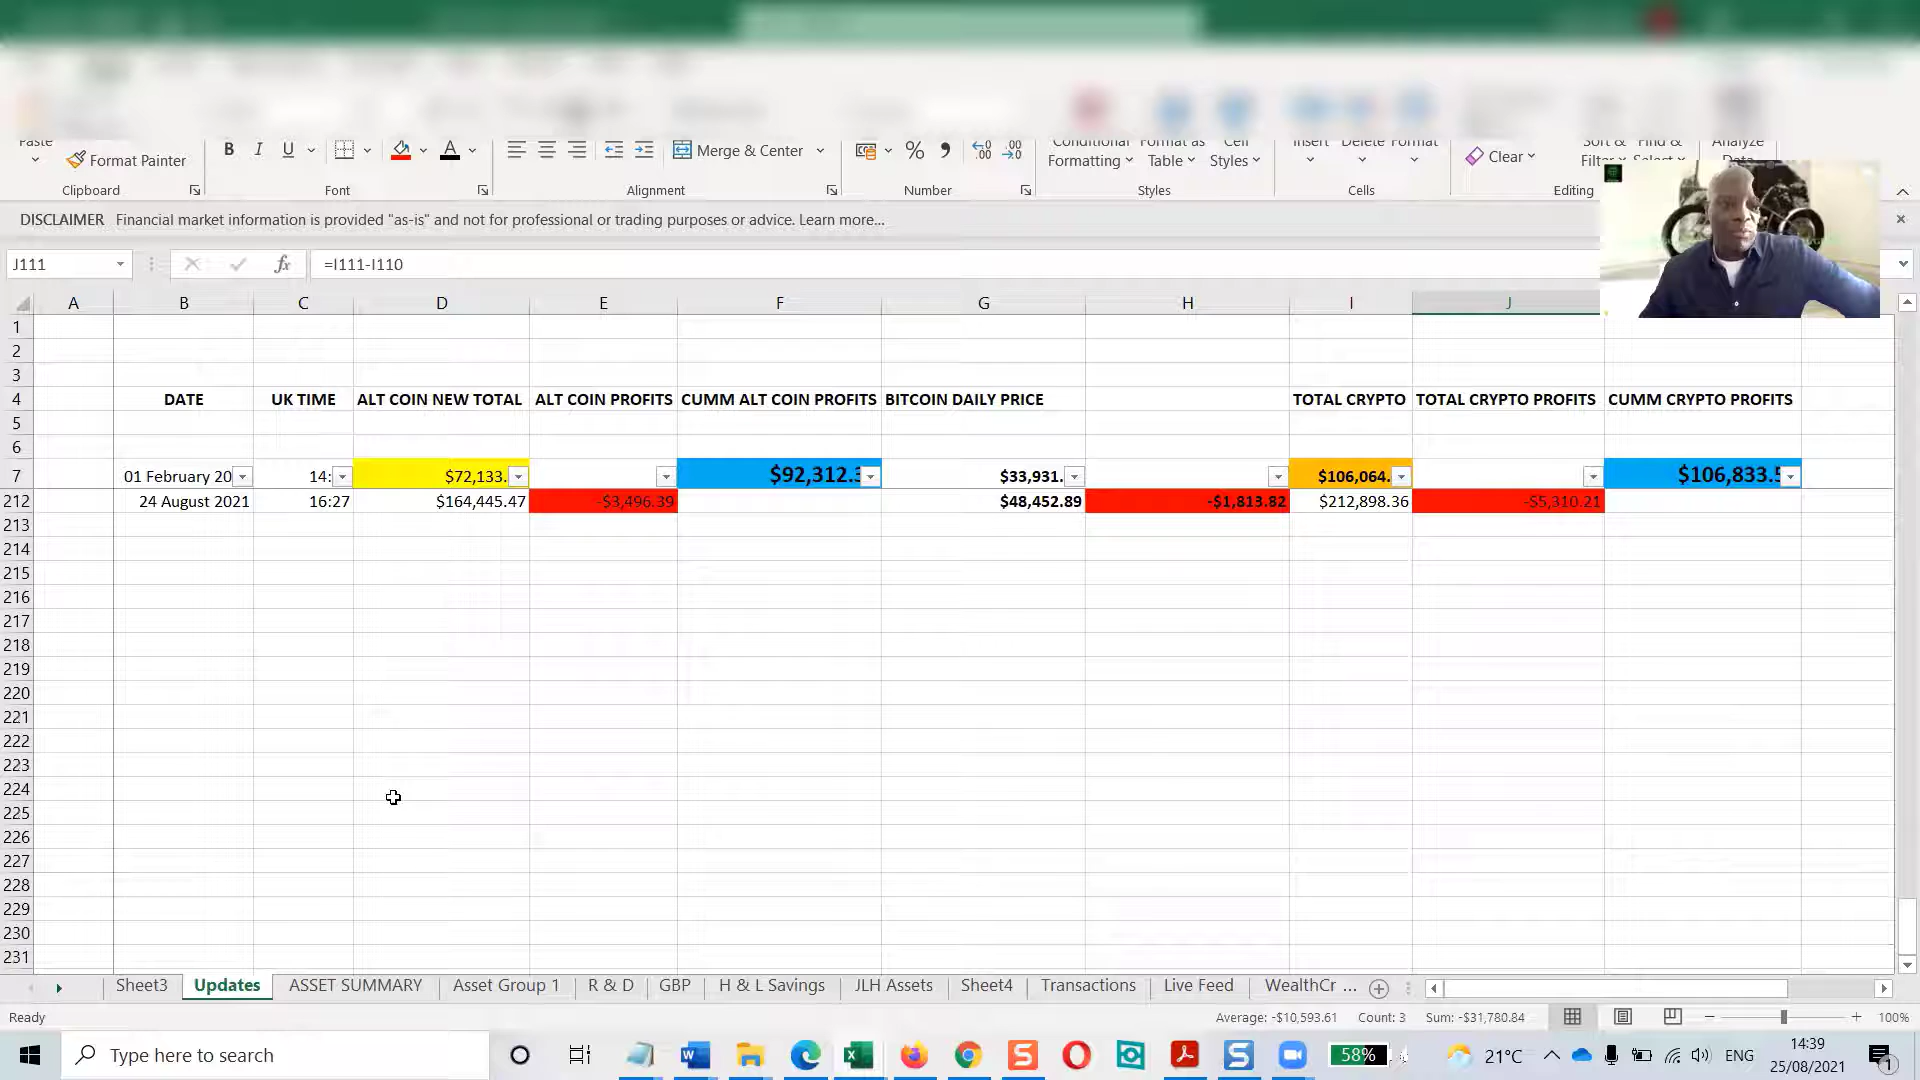 Paste
Format Painter
B I U A
Merge & Center
%
Conditional Formatting
Format as Table
Cell Styles
Insert Delete Format
Clear
Sort & Filter
Find & Select
Analyze Data
Clipboard Font Alignment Number Styles Cells Editing
DISCLAIMER Financial market information is provided "as-is" and not for professional or trading purposes or advice. Learn more...
J111 fx =I111-I110
A B C D E F G H I J
1
2
3
4 DATE UK TIME ALT COIN NEW TOTAL ALT COIN PROFITS CUMM ALT COIN PROFITS BITCOIN DAILY PRICE TOTAL CRYPTO TOTAL CRYPTO PROFITS CUMM CRYPTO PROFITS
5
6
7 01 February 20 14: $72,133. $92,312.3 $33,931. $106,064. $106,833.5
212 24 August 2021 16:27 $164,445.47 -$3,496.39 $48,452.89 -$1,813.82 $212,898.36 -$5,310.21
213
214
215
216
217
218
219
220
221
222
223
224
225
226
227
228
229
230
231
Sheet3 Updates ASSET SUMMARY Asset Group 1 R & D GBP H & L Savings JLH Assets Sheet4 Transactions Live Feed WealthCr ...
Ready Average: -$10,593.61 Count: 3 Sum: -$31,780.84 100%
Type here to search 58% 21°C ENG 14:39
25/08/2021 1